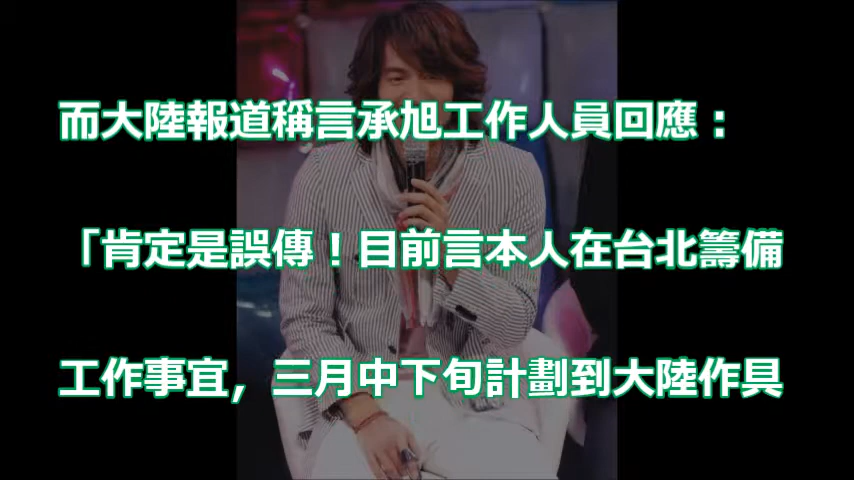 而大陸報道稱言承旭工作人員回應：
「肯定是誤傳！目前言本人在台北籌備
工作事宜，三月中下旬計劃到大陸作具